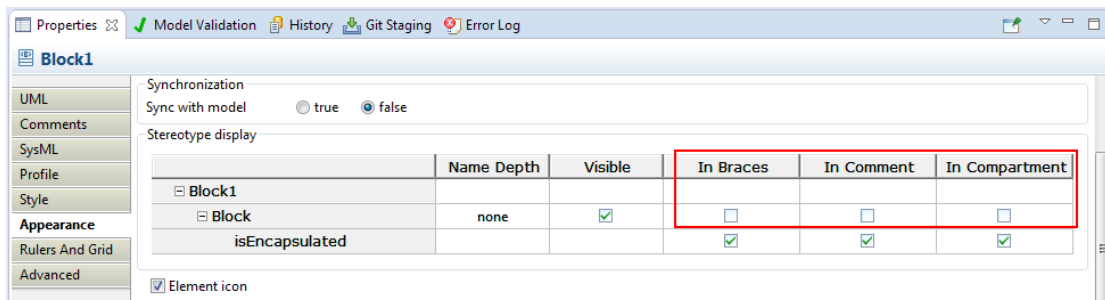 Properties Model Validation History Git Staging Error Log
Block1
UML
Comments
SysML
Profile
Style
Appearance
Rulers And Grid
Advanced
Synchronization
Sync with model true false
Stereotype display
Name Depth Visible In Braces In Comment In Compartment
Block1
Block none
isEncapsulated
Element icon